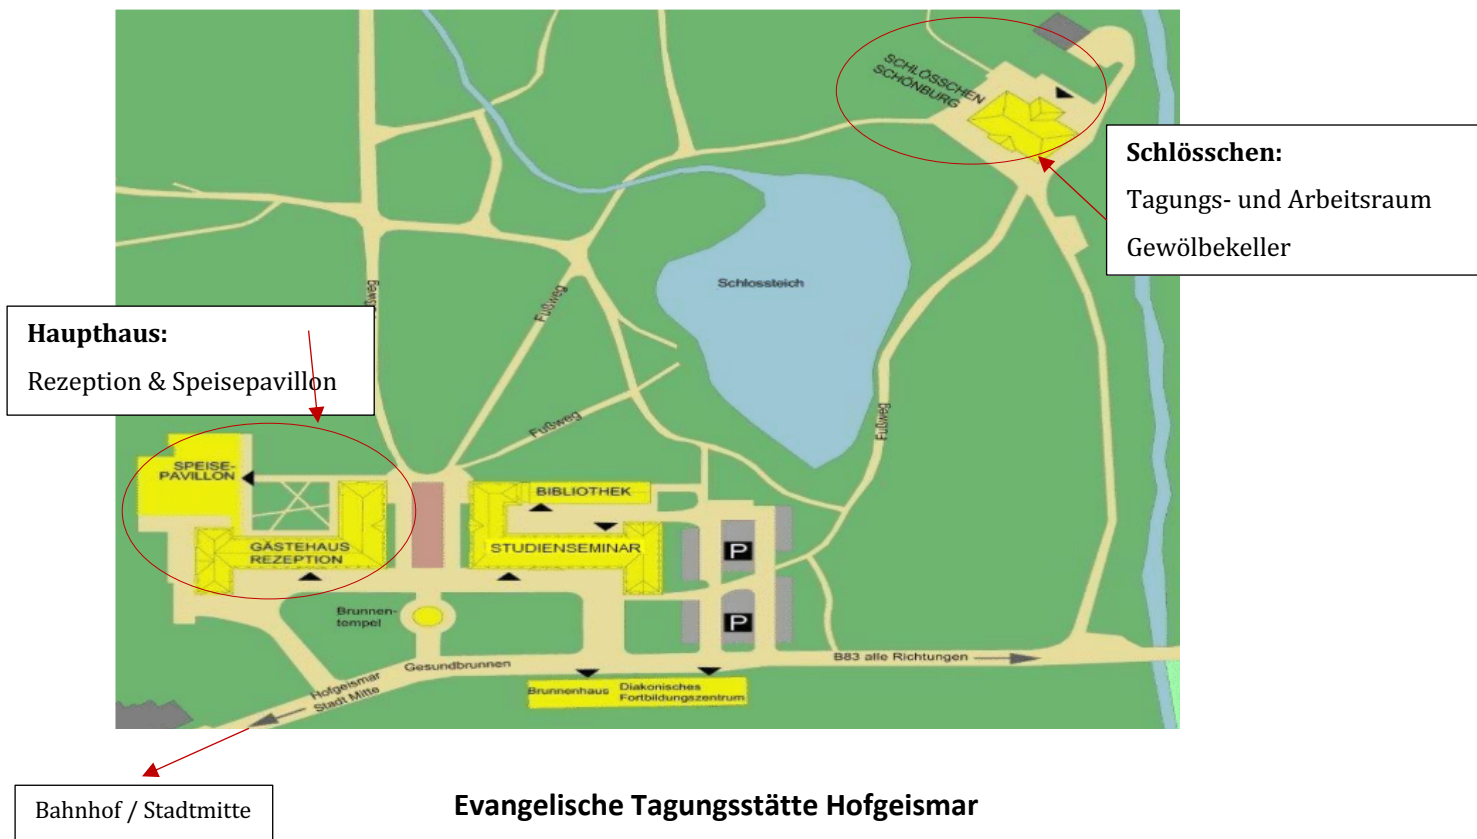 SCHLÖSSCHEN
SCHÖNBURG
Schlösschen:
Tagungs- und Arbeitsraum
Gewölbekeller
Schlossteich
Fußweg
Haupthaus:
Rezeption & Speisepavillon
Fußweg
Fußweg
SPEISE-
PAVILLON
BIBLIOTHEK
GÄSTEHAUS
REZEPTION
STUDIENSEMINAR
P
P
Brunnen-
tempel
Gesundbrunnen
B83 alle Richtungen
Hofgeismar
Stadt Mitte
Brunnenhaus
Diakonisches
Fortbildungszentrum
Bahnhof / Stadtmitte
Evangelische Tagungsstätte Hofgeismar